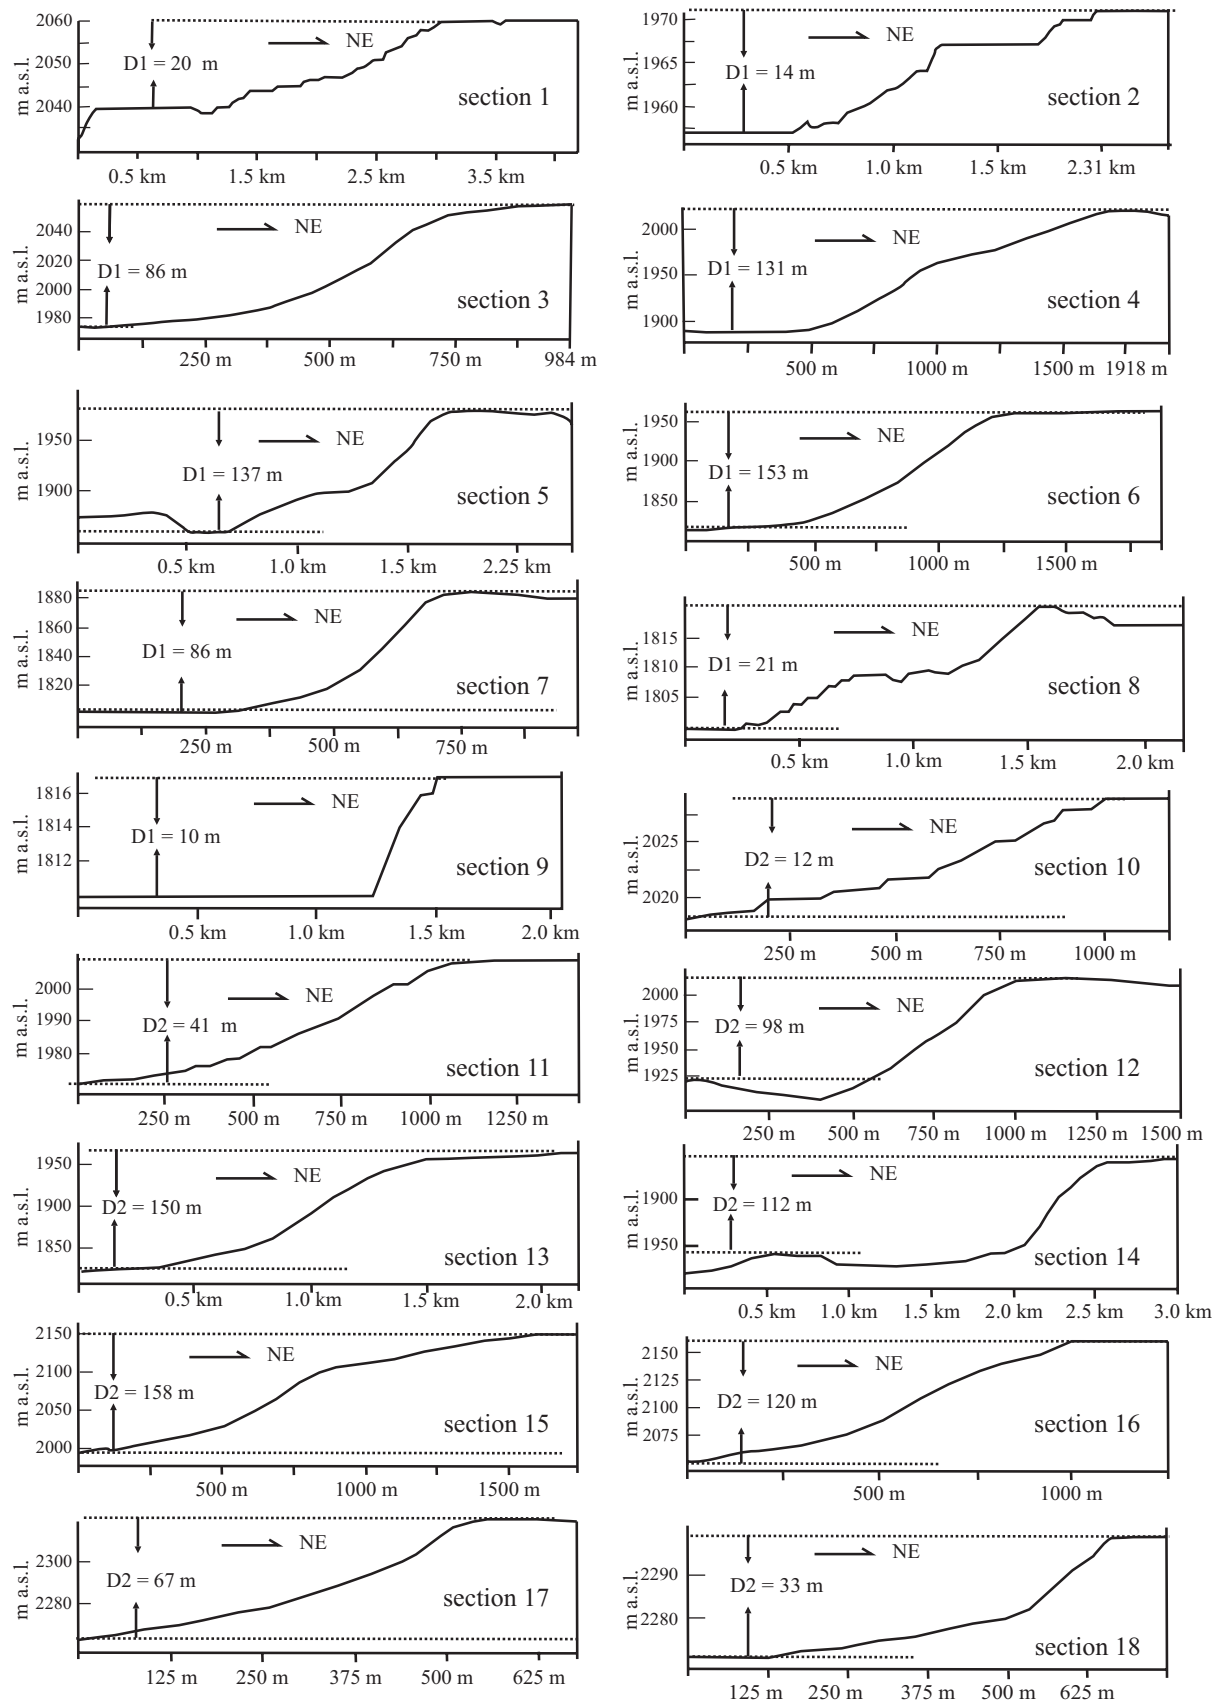 2060
2050
2040
m a.s.l.
D1 = 20 m
NE
section 1
0.5 km 1.5 km 2.5 km 3.5 km
1970
1965
1960
m a.s.l.
D1 = 14 m
NE
section 2
0.5 km 1.0 km 1.5 km 2.31 km
2040
2020
2000
1980
m a.s.l.
D1 = 86 m
NE
section 3
250 m 500 m 750 m 984 m
2000
1950
1900
m a.s.l.
D1 = 131 m
NE
section 4
500 m 1000 m 1500 m 1918 m
1950
1900
m a.s.l.
D1 = 137 m
NE
section 5
0.5 km 1.0 km 1.5 km 2.25 km
1950
1900
1850
m a.s.l.
D1 = 153 m
NE
section 6
500 m 1000 m 1500 m
1880
1860
1840
1820
m a.s.l.
D1 = 86 m
NE
section 7
250 m 500 m 750 m
1815
1810
1805
m a.s.l.
D1 = 21 m
NE
section 8
0.5 km 1.0 km 1.5 km 2.0 km
1816
1814
1812
m a.s.l.
D1 = 10 m
NE
section 9
0.5 km 1.0 km 1.5 km 2.0 km
2025
2020
m a.s.l.
D2 = 12 m
NE
section 10
250 m 500 m 750 m 1000 m
2000
1990
1980
m a.s.l.
D2 = 41 m
NE
section 11
250 m 500 m 750 m 1000 m 1250 m
2000
1975
1950
1925
m a.s.l.
D2 = 98 m
NE
section 12
250 m 500 m 750 m 1000 m 1250 m 1500 m
1950
1900
1850
m a.s.l.
D2 = 150 m
NE
section 13
0.5 km 1.0 km 1.5 km 2.0 km
1900
1950
m a.s.l.
D2 = 112 m
NE
section 14
0.5 km 1.0 km 1.5 km 2.0 km 2.5 km 3.0 km
2150
2100
2050
2000
m a.s.l.
D2 = 158 m
NE
section 15
500 m 1000 m 1500 m
2150
2125
2100
2075
m a.s.l.
D2 = 120 m
NE
section 16
500 m 1000 m
2300
2280
m a.s.l.
D2 = 67 m
NE
section 17
125 m 250 m 375 m 500 m 625 m
2290
2280
m a.s.l.
D2 = 33 m
NE
section 18
125 m 250 m 375 m 500 m 625 m